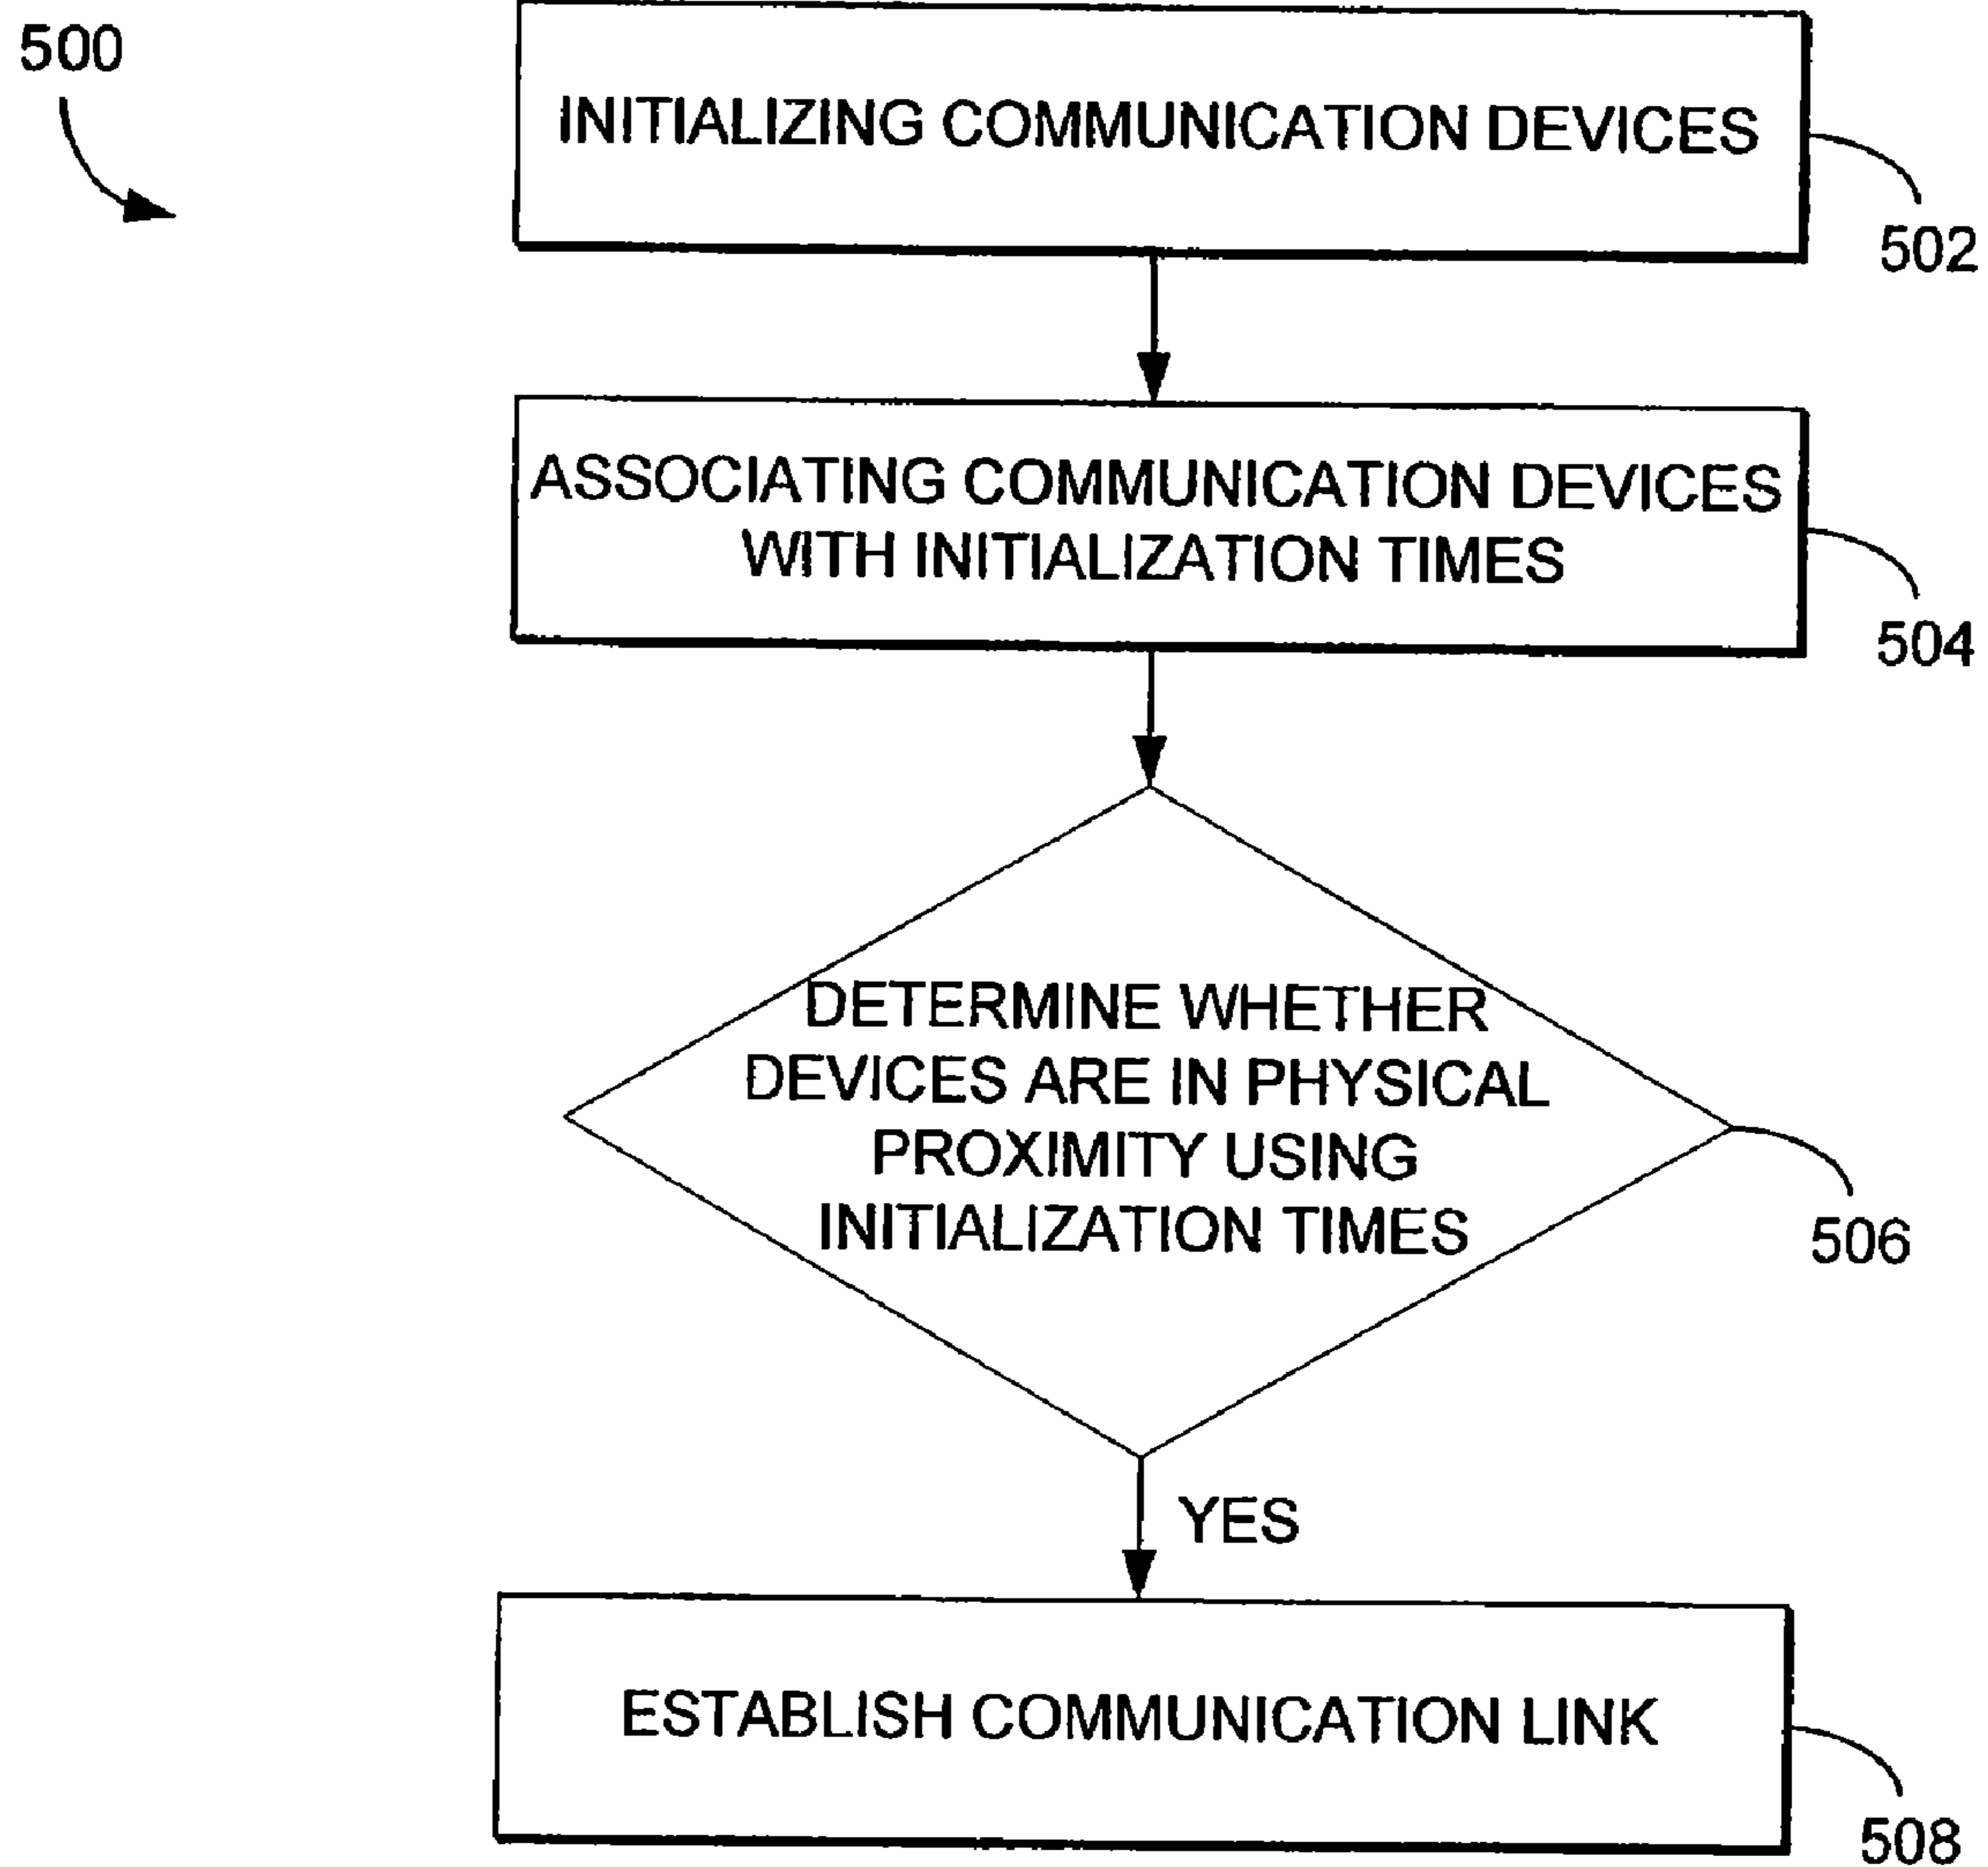 500
INITIALIZING COMMUNICATION DEVICES
502
ASSOCIATING COMMUNICATION DEVICES
WITH INITIALIZATION TIMES
504
DETERMINE WHETHER
DEVICES ARE IN PHYSICAL
PROXIMITY USING
INITIALIZATION TIMES
506
YES
ESTABLISH COMMUNICATION LINK
508